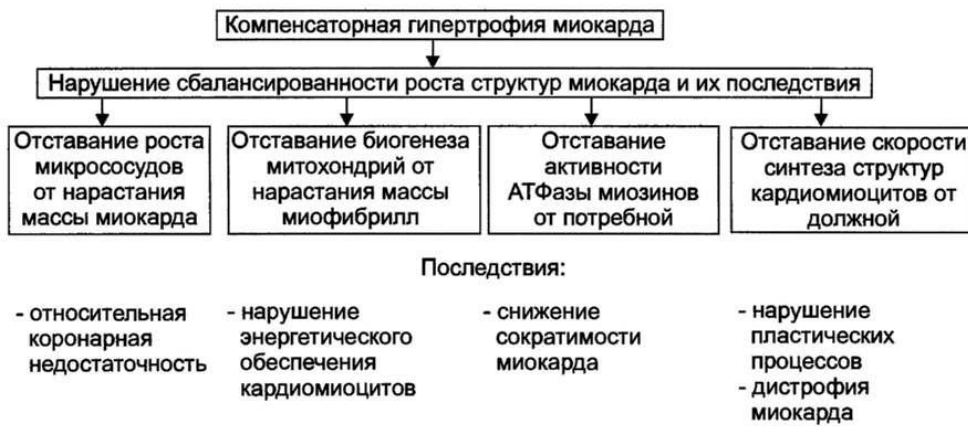 Компенсаторная гипертрофия миокарда
Нарушение сбалансированности роста структур миокарда и их последствия
Отставание роста
микрососудов
от нарастания
массы миокарда
Отставание биогенеза
митохондрий от
нарастания массы
миофибрилл
Отставание
активности
АТФазы миозинов
от потребной
Отставание скорости
синтеза структур
кардиомиоцитов от
должной
Последствия:
- относительная
коронарная
недостаточность
- нарушение
энергетического
обеспечения
кардиомиоцитов
- снижение
сократимости
миокарда
- нарушение
пластических
процессов
- дистрофия
миокарда